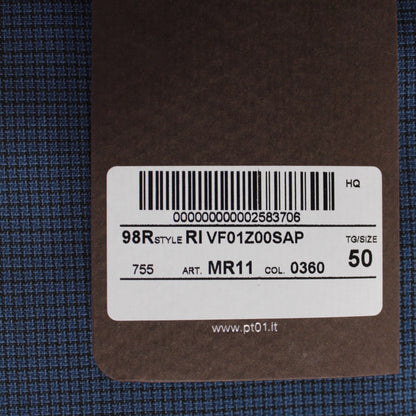 HQ
000000000002583706
98R STYLE RI VF01Z00SAP TG/SIZE
755 ART. MR11 COL. 0360 50
www.pt01.it